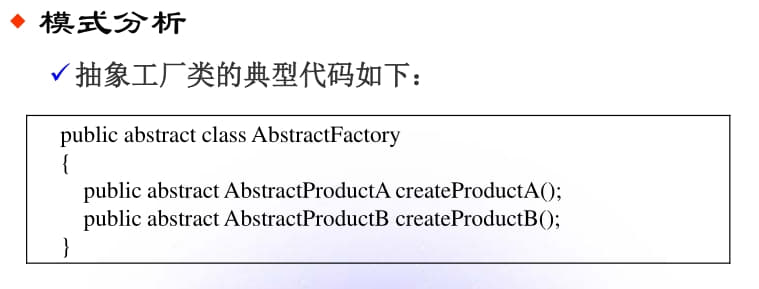 模式分析
抽象工厂类的典型代码如下：
public abstract class AbstractFactory
{
public abstract AbstractProductA createProductA();
public abstract AbstractProductB createProductB();
}